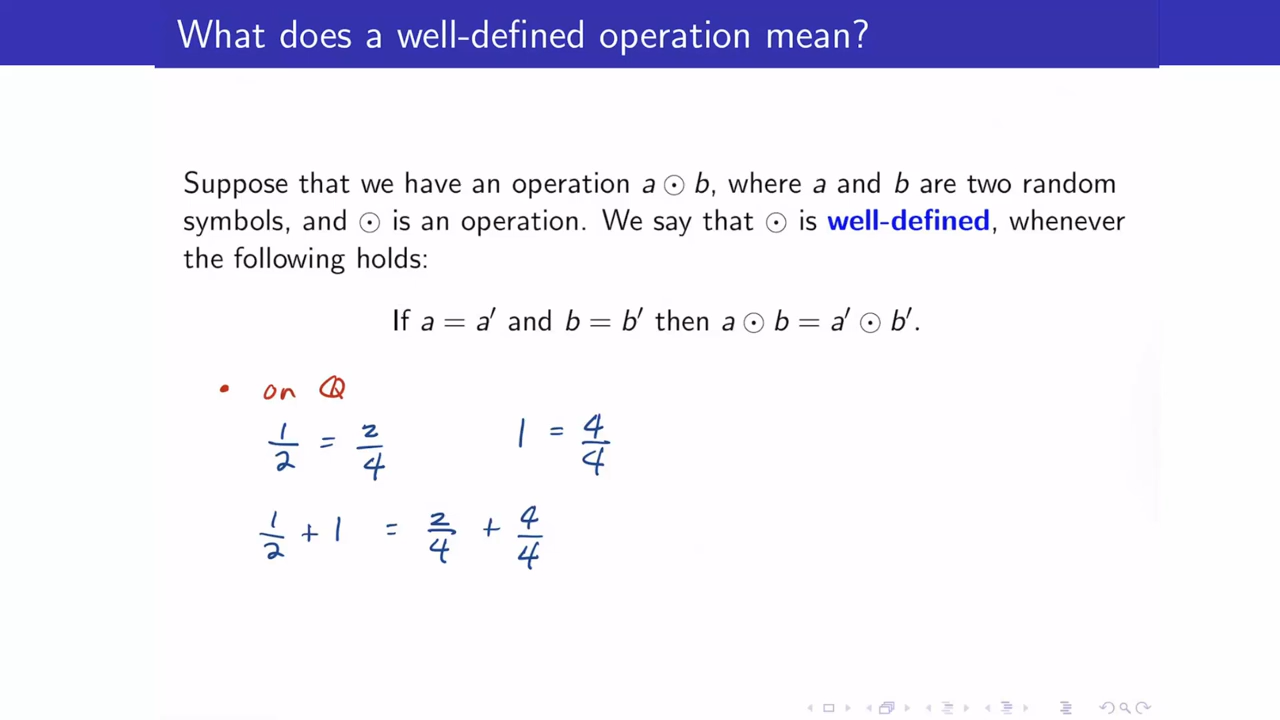 What does a well-defined operation mean?
Suppose that we have an operation a ⊙ b, where a and b are two random
symbols, and ⊙ is an operation. We say that ⊙ is well-defined, whenever
the following holds:
If a = a′ and b = b′ then a ⊙ b = a′ ⊙ b′.
• on ℚ
1/2 = 2/4 1 = 4/4
1/2 + 1 = 2/4 + 4/4